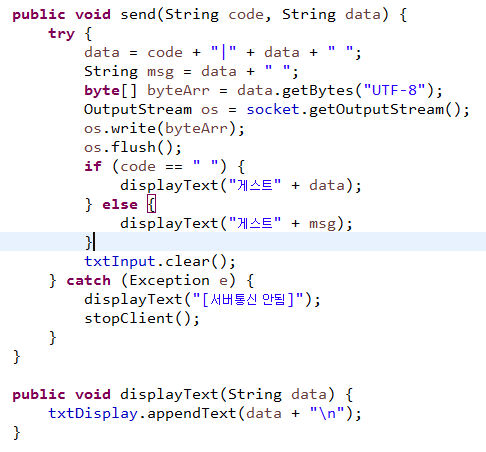 public void send(String code, String data) {
    try {
        data = code + "|" + data + " ";
        String msg = data + " ";
        byte[] byteArr = data.getBytes("UTF-8");
        OutputStream os = socket.getOutputStream();
        os.write(byteArr);
        os.flush();
        if (code == " ") {
            displayText("게스트" + data);
        } else {
            displayText("게스트" + msg);
        }
        txtInput.clear();
    } catch (Exception e) {
        displayText("[서버통신 안됨]");
        stopClient();
    }
}
public void displayText(String data) {
    txtDisplay.appendText(data + "\n");
}